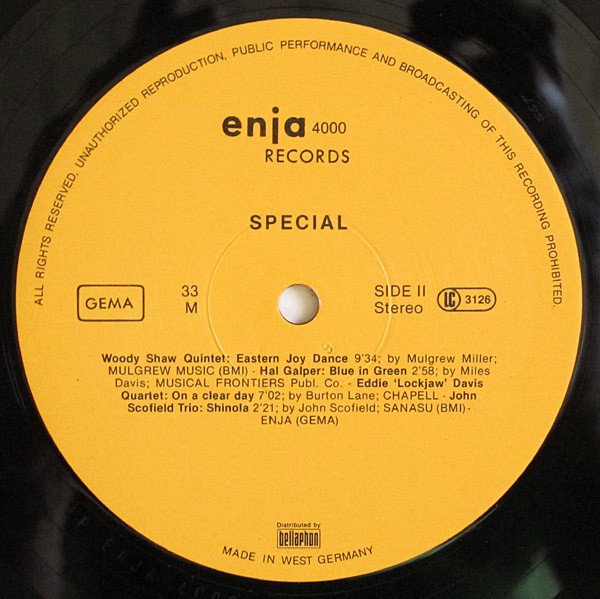 ALL RIGHTS RESERVED. UNAUTHORIZED REPRODUCTION, PUBLIC PERFORMANCE AND BROADCASTING OF THIS RECORDING PROHIBITED.
enja 4000
RECORDS
SPECIAL
GEMA
33
M
SIDE II
Stereo
LC 3126
Woody Shaw Quintet: Eastern Joy Dance 9'34; by Mulgrew Miller;
MULGREW MUSIC (BMI) - Hal Galper: Blue in Green 2'58; by Miles
Davis; MUSICAL FRONTIERS Publ. Co. - Eddie ‘Lockjaw’ Davis
Quartet: On a clear day 7'02; by Burton Lane; CHAPELL - John
Scofield Trio: Shinola 2'21; by John Scofield; SANASU (BMI) -
ENJA (GEMA)
Distributed by
bellaphon
MADE IN WEST GERMANY